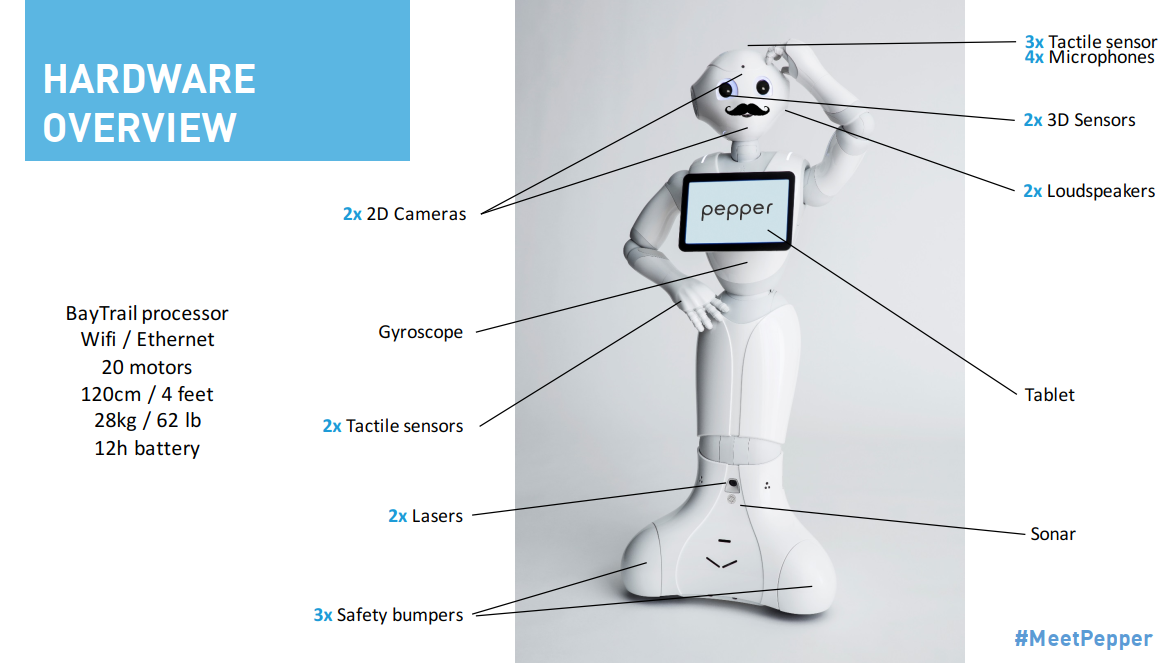 HARDWARE
OVERVIEW
3x Tactile sensor
4x Microphones
2x 3D Sensors
2x Loudspeakers
2x 2D Cameras
pepper
BayTrail processor
Wifi / Ethernet
20 motors
120cm / 4 feet
28kg / 62 lb
12h battery
Gyroscope
Tablet
2x Tactile sensors
2x Lasers
Sonar
3x Safety bumpers
#MeetPepper